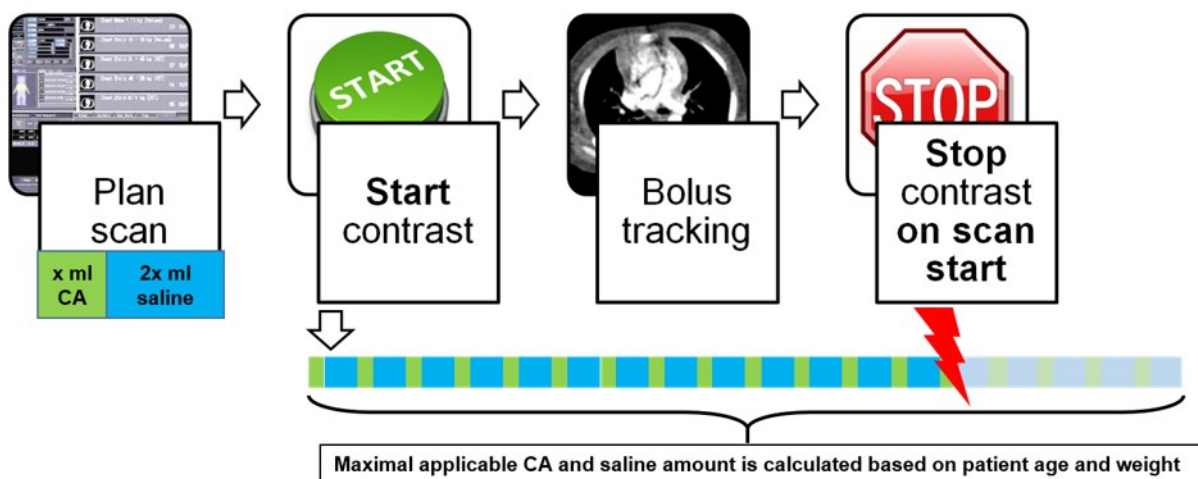 START
STOP
Plan
scan
Start
contrast
Bolus
tracking
Stop
contrast
on scan
start
x ml
CA
2x ml
saline
Maximal applicable CA and saline amount is calculated based on patient age and weight